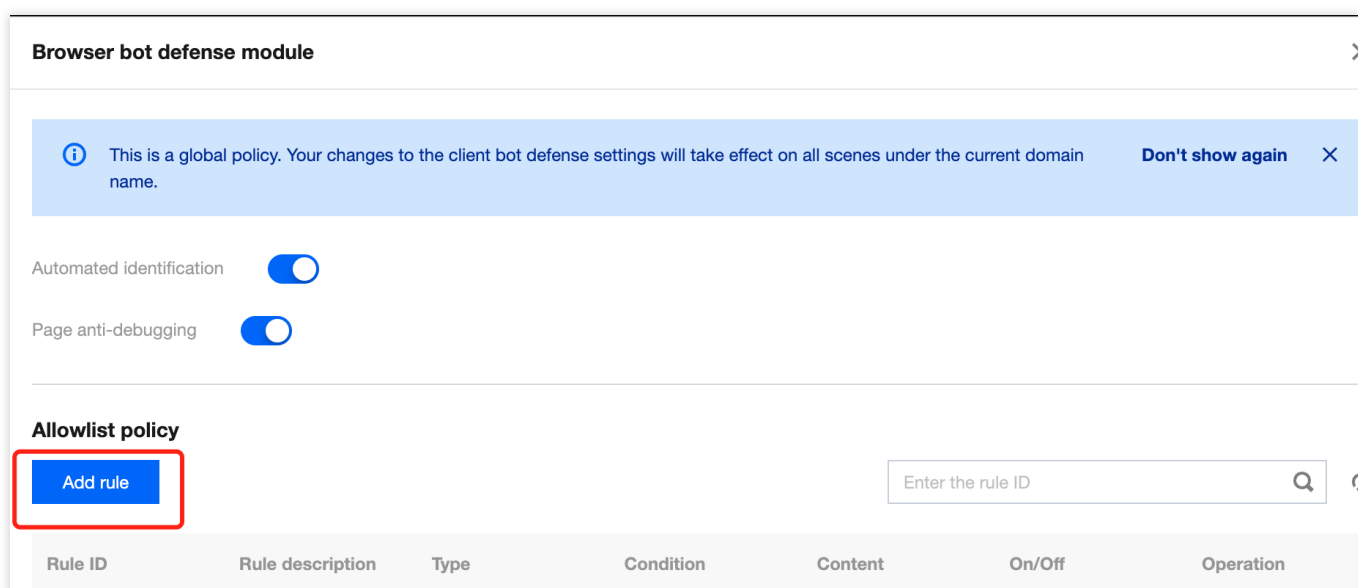 Browser bot defense module
This is a global policy. Your changes to the client bot defense settings will take effect on all scenes under the current domain
name.
Don't show again
Automated identification
Page anti-debugging
Allowlist policy
Add rule
Enter the rule ID
Rule ID Rule description Type Condition Content On/Off Operation